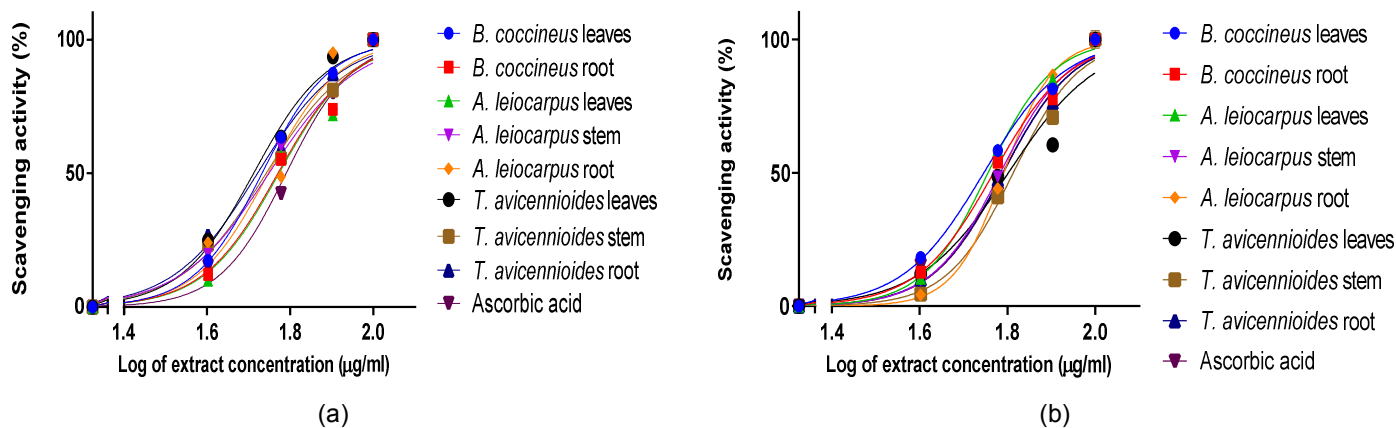 Scavenging activity (%)
100
50
0
1.4 1.6 1.8 2.0
Log of extract concentration (μg/ml)
B. coccineus leaves
B. coccineus root
A. leiocarpus leaves
A. leiocarpus stem
A. leiocarpus root
T. avicennioides leaves
T. avicennioides stem
T. avicennioides root
Ascorbic acid
(a)
Scavenging activity (%)
100
50
0
1.4 1.6 1.8 2.0
Log of extract concentration (μg/ml)
B. coccineus leaves
B. coccineus root
A. leiocarpus leaves
A. leiocarpus stem
A. leiocarpus root
T. avicennioides leaves
T. avicennioides stem
T. avicennioides root
Ascorbic acid
(b)